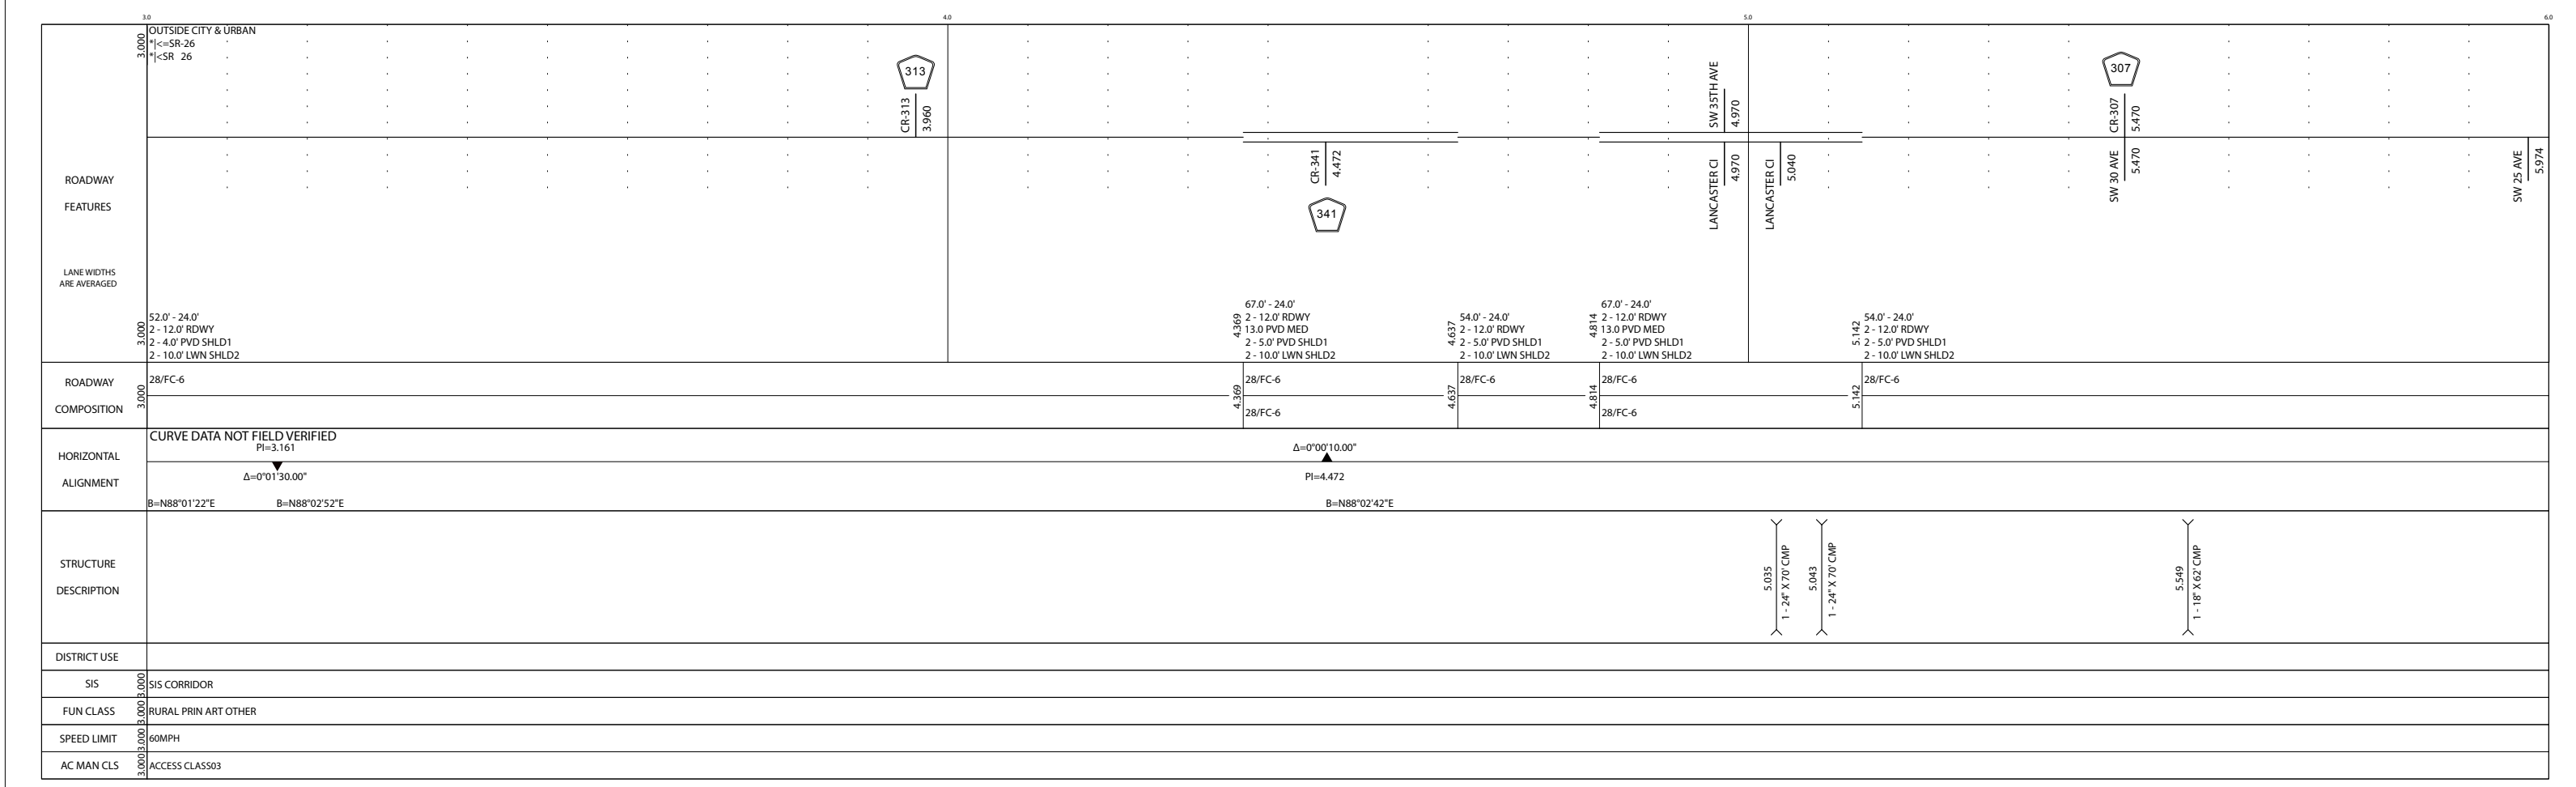 3.0
4.0
5.0
6.0
3.000
OUTSIDE CITY & URBAN
*|<=SR-26
*|<SR 26
313
CR-313
3.960
SW 35TH AVE
4.970
307
CR-307
5.470
ROADWAY
FEATURES
CR-341
4.472
341
LANCASTER CI
4.970
LANCASTER CI
5.040
SW 30 AVE
5.470
SW 25 AVE
5.974
LANE WIDTHS
ARE AVERAGED
3.000
52.0' - 24.0'
2 - 12.0' RDWY
2 - 4.0' PVD SHLD1
2 - 10.0' LWN SHLD2
4.369
67.0' - 24.0'
2 - 12.0' RDWY
13.0 PVD MED
2 - 5.0' PVD SHLD1
2 - 10.0' LWN SHLD2
4.637
54.0' - 24.0'
2 - 12.0' RDWY
2 - 5.0' PVD SHLD1
2 - 10.0' LWN SHLD2
4.814
67.0' - 24.0'
2 - 12.0' RDWY
13.0 PVD MED
2 - 5.0' PVD SHLD1
2 - 10.0' LWN SHLD2
5.142
54.0' - 24.0'
2 - 12.0' RDWY
2 - 5.0' PVD SHLD1
2 - 10.0' LWN SHLD2
ROADWAY
COMPOSITION
3.000
28/FC-6
4.369
28/FC-6
28/FC-6
4.637
28/FC-6
4.814
28/FC-6
28/FC-6
5.142
28/FC-6
HORIZONTAL
ALIGNMENT
CURVE DATA NOT FIELD VERIFIED
PI=3.161
Δ=0°01'30.00"
B=N88°01'22"E
B=N88°02'52"E
Δ=0°00'10.00"
PI=4.472
B=N88°02'42"E
STRUCTURE
DESCRIPTION
5.035
1 - 24" X 70' CMP
5.043
1 - 24" X 70' CMP
5.549
1 - 18" X 62' CMP
DISTRICT USE
SIS
3.000
SIS CORRIDOR
FUN CLASS
3.000
RURAL PRIN ART OTHER
SPEED LIMIT
3.000
60MPH
AC MAN CLS
3.000
ACCESS CLASS03